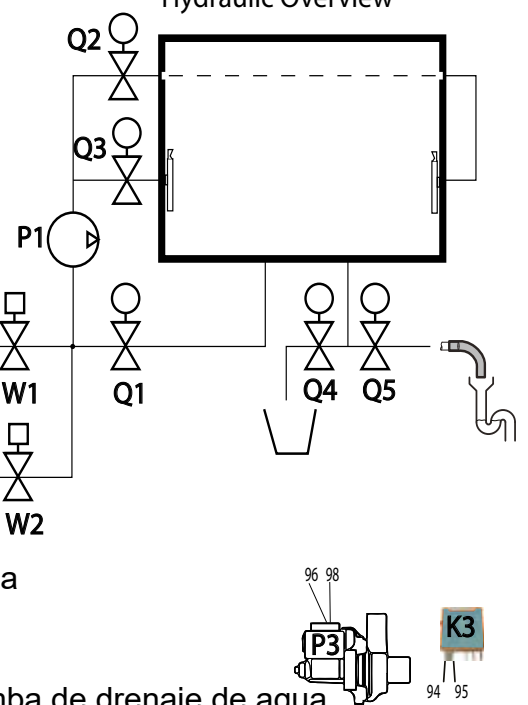 Hydraulic Overview
Q2
Q3
P1
W1
Q1
Q4
Q5
W2
a
96 98
P3
K3
94 95
de drenaje de agua